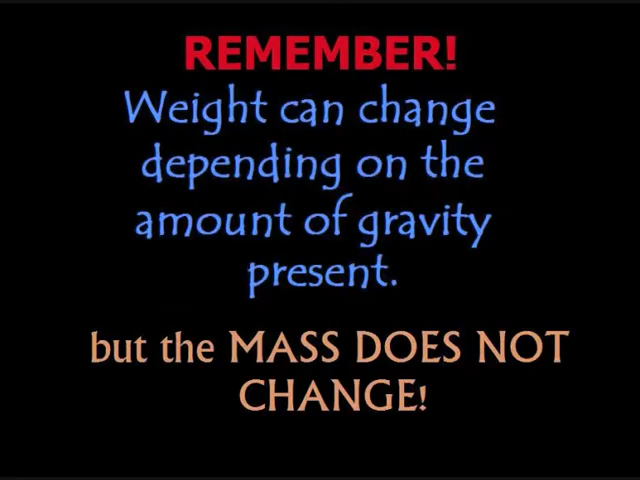 REMEMBER!
Weight can change
depending on the
amount of gravity
present.
but the MASS DOES NOT
CHANGE!